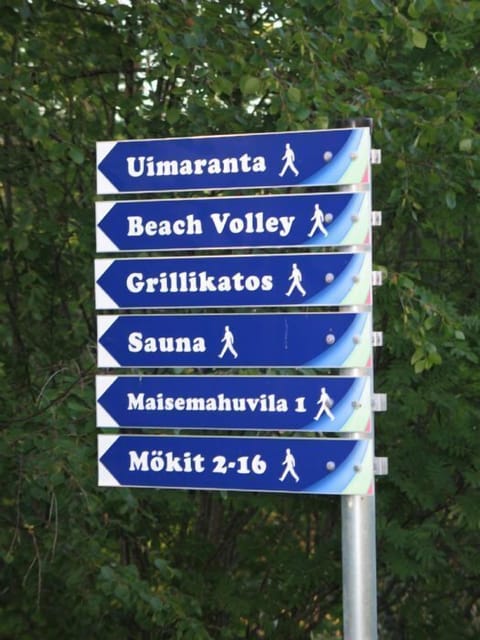 Uimaranta
Beach Volley
Grillikatos
Sauna
Maisemahuvila 1
Mökit 2-16